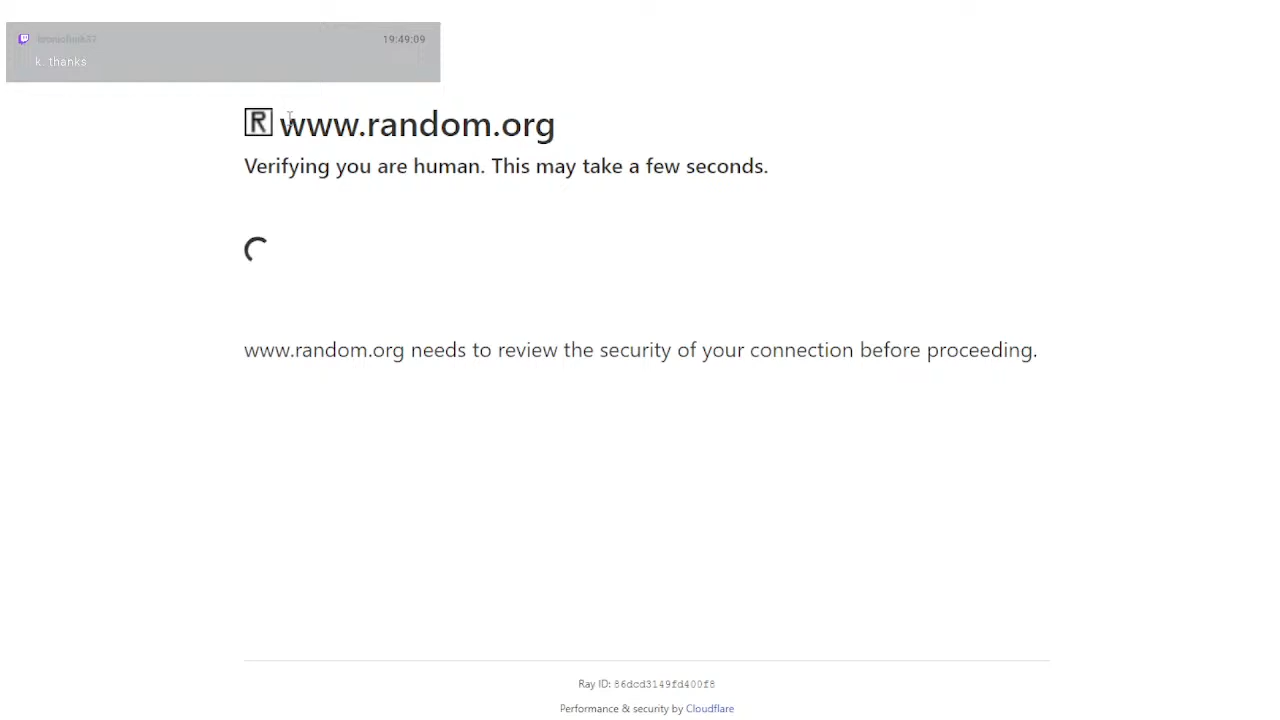 19:49:09
k. thanks
R www.random.org
Verifying you are human. This may take a few seconds.
www.random.org needs to review the security of your connection before proceeding.
Ray ID: 86dcd3149fd400f8
Performance & security by Cloudflare